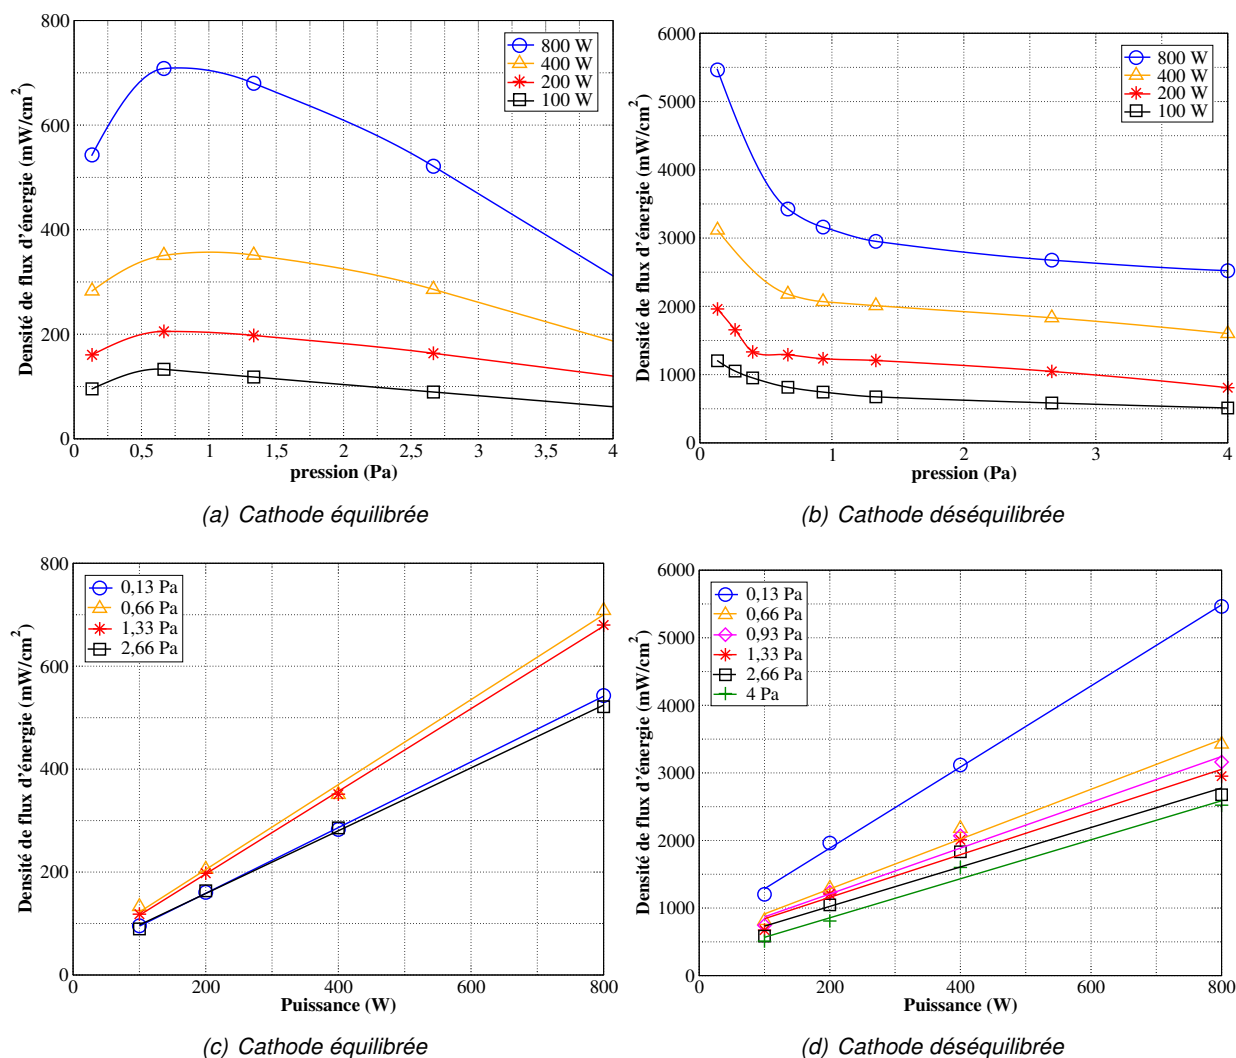 800
600
400
200
0
Densité de flux d'énergie (mW/cm²)
800 W
400 W
200 W
100 W
0
0,5
1
1,5
2
2,5
3
3,5
4
pression (Pa)
(a) Cathode équilibrée
6000
5000
4000
3000
2000
1000
0
Densité de flux d'énergie (mW/cm²)
800 W
400 W
200 W
100 W
0
1
2
3
4
pression (Pa)
(b) Cathode déséquilibrée
800
600
400
200
0
Densité de flux d'énergie (mW/cm²)
0,13 Pa
0,66 Pa
1,33 Pa
2,66 Pa
0
200
400
600
800
Puissance (W)
(c) Cathode équilibrée
6000
5000
4000
3000
2000
1000
0
Densité de flux d'énergie (mW/cm²)
0,13 Pa
0,66 Pa
0,93 Pa
1,33 Pa
2,66 Pa
4 Pa
0
200
400
600
800
Puissance (W)
(d) Cathode déséquilibrée